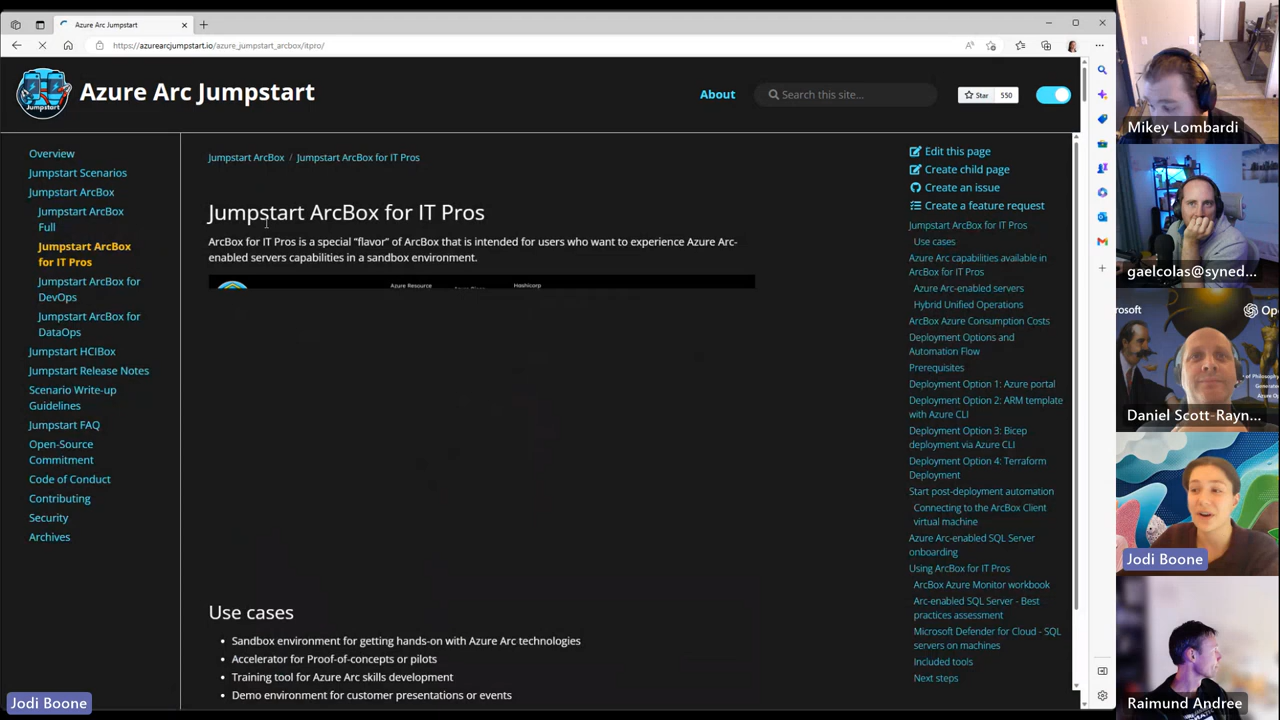 Azure Arc Jumpstart
https://azurearcjumpstart.io/azure_jumpstart_arcbox/itpro/
Jumpstart
Azure Arc Jumpstart
About
Search this site...
Star
550
Overview
Jumpstart Scenarios
Jumpstart ArcBox
Jumpstart ArcBox
Full
Jumpstart ArcBox
for IT Pros
Jumpstart ArcBox for
DevOps
Jumpstart ArcBox for
DataOps
Jumpstart HCIBox
Jumpstart Release Notes
Scenario Write-up
Guidelines
Jumpstart FAQ
Open-Source
Commitment
Code of Conduct
Contributing
Security
Archives
Jumpstart ArcBox / Jumpstart ArcBox for IT Pros
Jumpstart ArcBox for IT Pros
ArcBox for IT Pros is a special “flavor” of ArcBox that is intended for users who want to experience Azure Arc-
enabled servers capabilities in a sandbox environment.
Azure Resource
Hashicorp
Use cases
• Sandbox environment for getting hands-on with Azure Arc technologies
• Accelerator for Proof-of-concepts or pilots
• Training tool for Azure Arc skills development
• Demo environment for customer presentations or events
Edit this page
Create child page
Create an issue
Create a feature request
Jumpstart ArcBox for IT Pros
Use cases
Azure Arc capabilities available in
ArcBox for IT Pros
Azure Arc-enabled servers
Hybrid Unified Operations
ArcBox Azure Consumption Costs
Deployment Options and
Automation Flow
Prerequisites
Deployment Option 1: Azure portal
Deployment Option 2: ARM template
with Azure CLI
Deployment Option 3: Bicep
deployment via Azure CLI
Deployment Option 4: Terraform
Deployment
Start post-deployment automation
Connecting to the ArcBox Client
virtual machine
Azure Arc-enabled SQL Server
onboarding
Using ArcBox for IT Pros
ArcBox Azure Monitor workbook
Arc-enabled SQL Server - Best
practices assessment
Microsoft Defender for Cloud - SQL
servers on machines
Included tools
Next steps
Mikey Lombardi
gaelcolas@syned...
rosoft
Op
of Philosophy
Genera
Azure Op
Daniel Scott-Rayn...
Jodi Boone
Raimund Andree
Jodi Boone